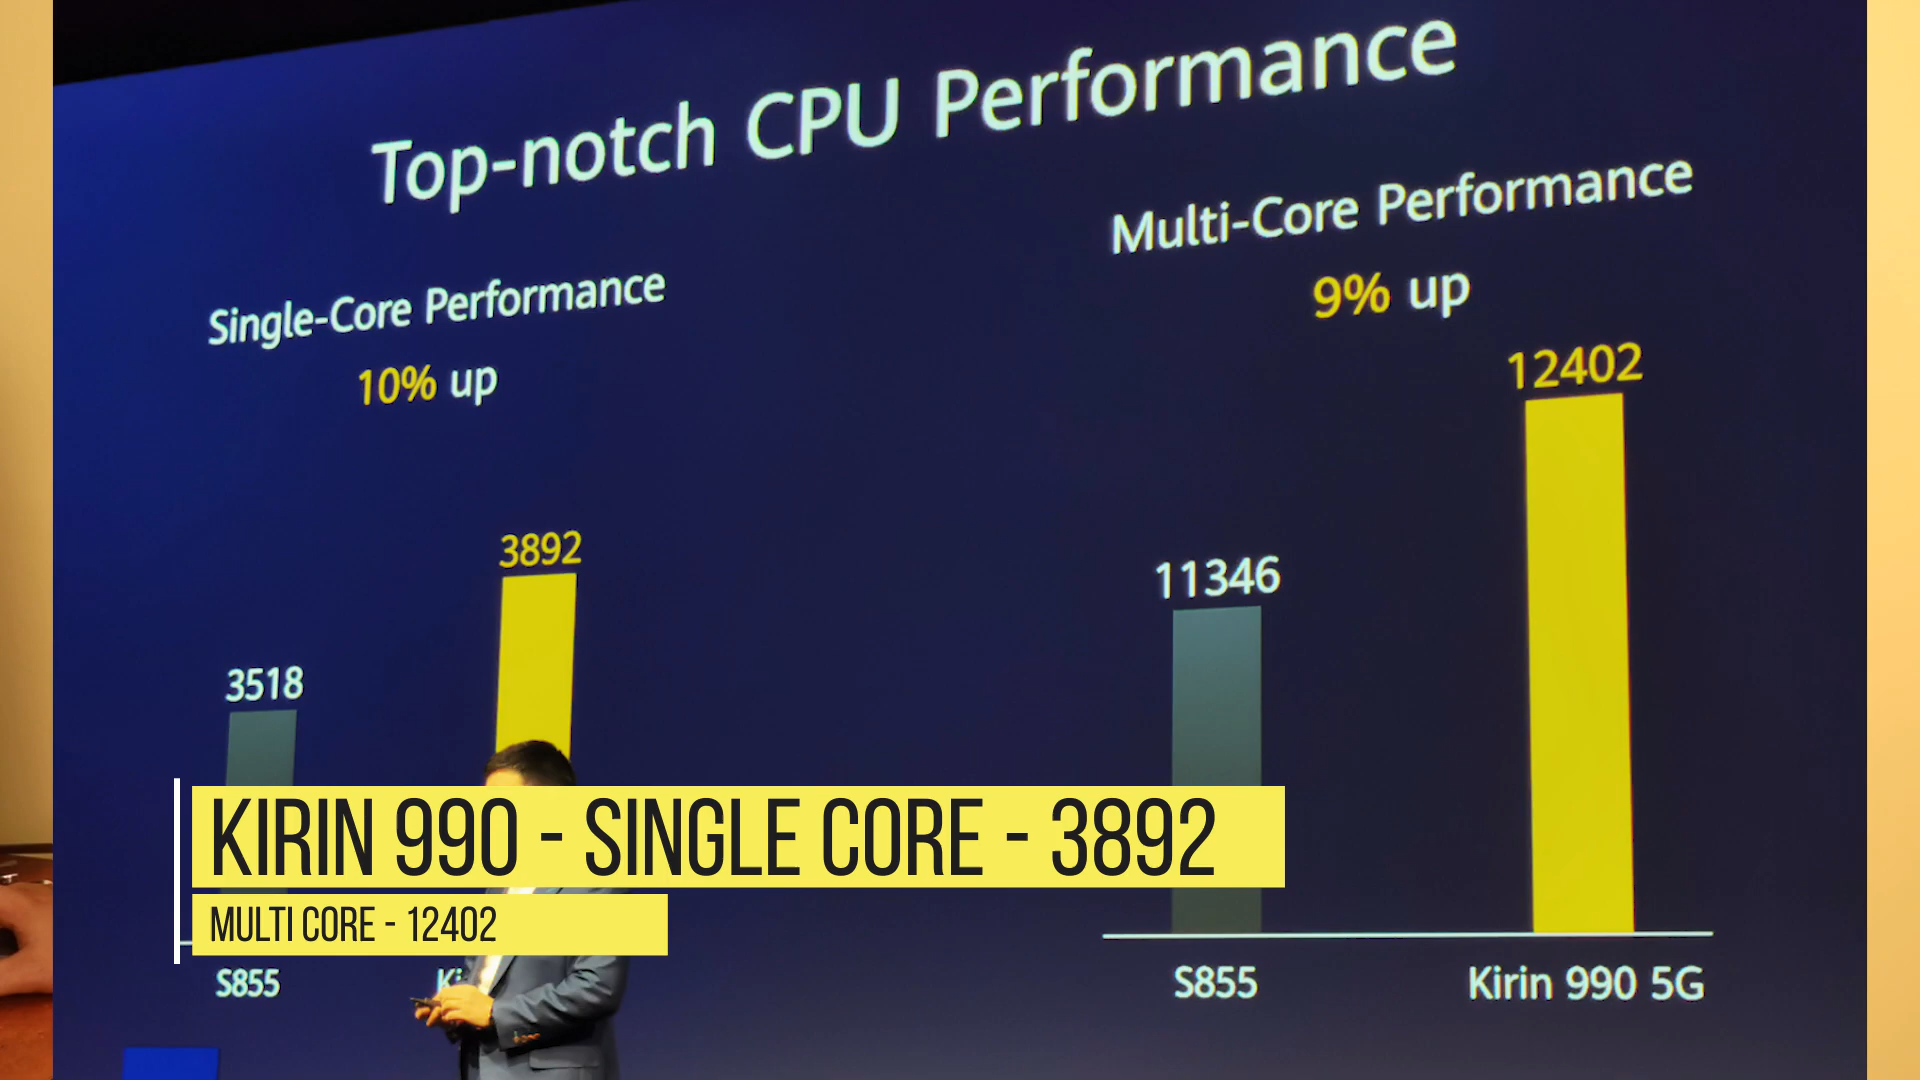 Top-notch CPU Performance
Single-Core Performance
10% up
3518
3892
S855
Ki
Multi-Core Performance
9% up
11346
12402
S855
Kirin 990 5G
KIRIN 990 - SINGLE CORE - 3892
MULTI CORE - 12402